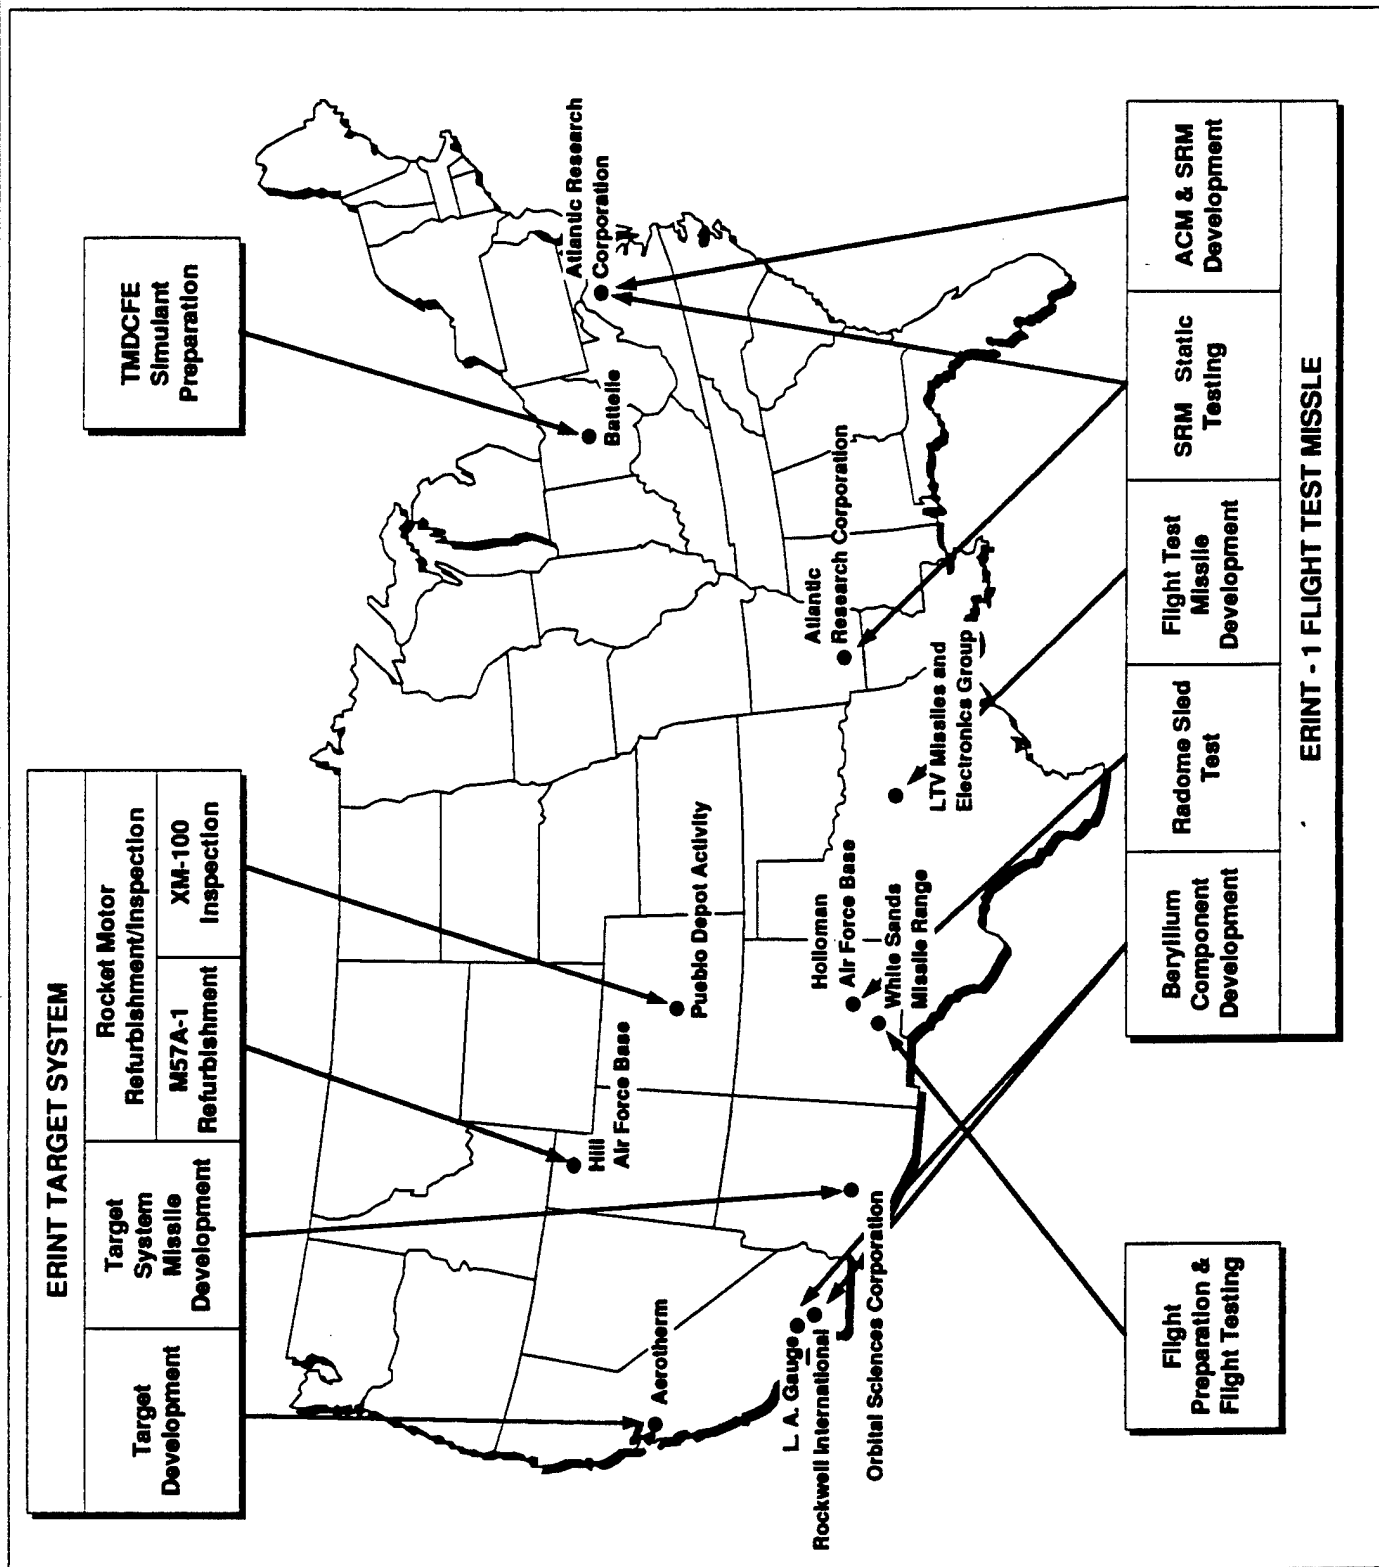 ERINT TARGET SYSTEM
Target
Development
Target
System
Missile
Development
Rocket Motor
Refurbishment/Inspection
M57A-1
Refurbishment
XM-100
Inspection
TMDCFE
Simulant
Preparation
Aerotherm
Hill
Air Force Base
Pueblo Depot Activity
Battelle
Atlantic Research
Corporation
L. A. Gauge
Rockwell International
Orbital Sciences Corporation
Holloman
Air Force Base
White Sands
Missile Range
LTV Missiles and
Electronics Group
Atlantic
Research Corporation
Flight
Preparation &
Flight Testing
Beryllium
Component
Development
Radome Sled
Test
Flight Test
Missile
Development
SRM Static
Testing
ACM & SRM
Development
ERINT - 1 FLIGHT TEST MISSLE